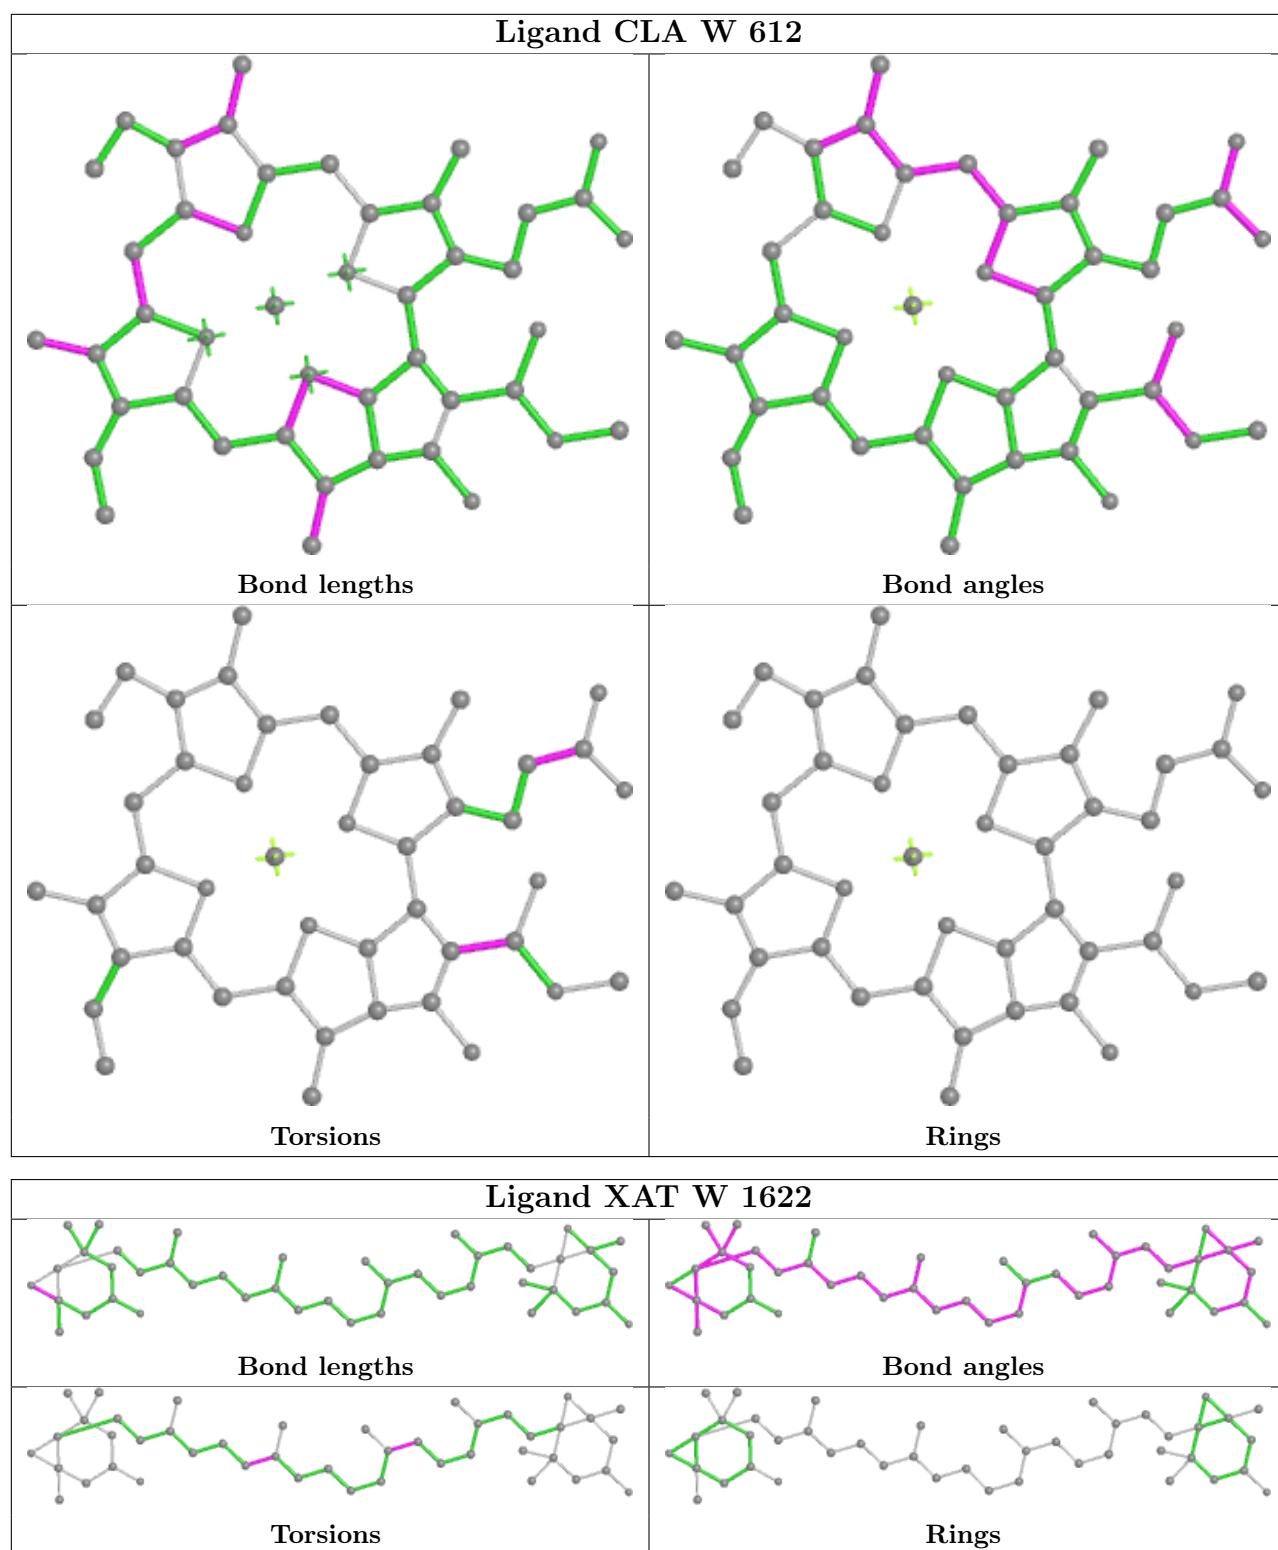 Ligand CLA W 612
Bond lengths
Bond angles
Torsions
Rings
Ligand XAT W 1622
Bond lengths
Bond angles
Torsions
Rings